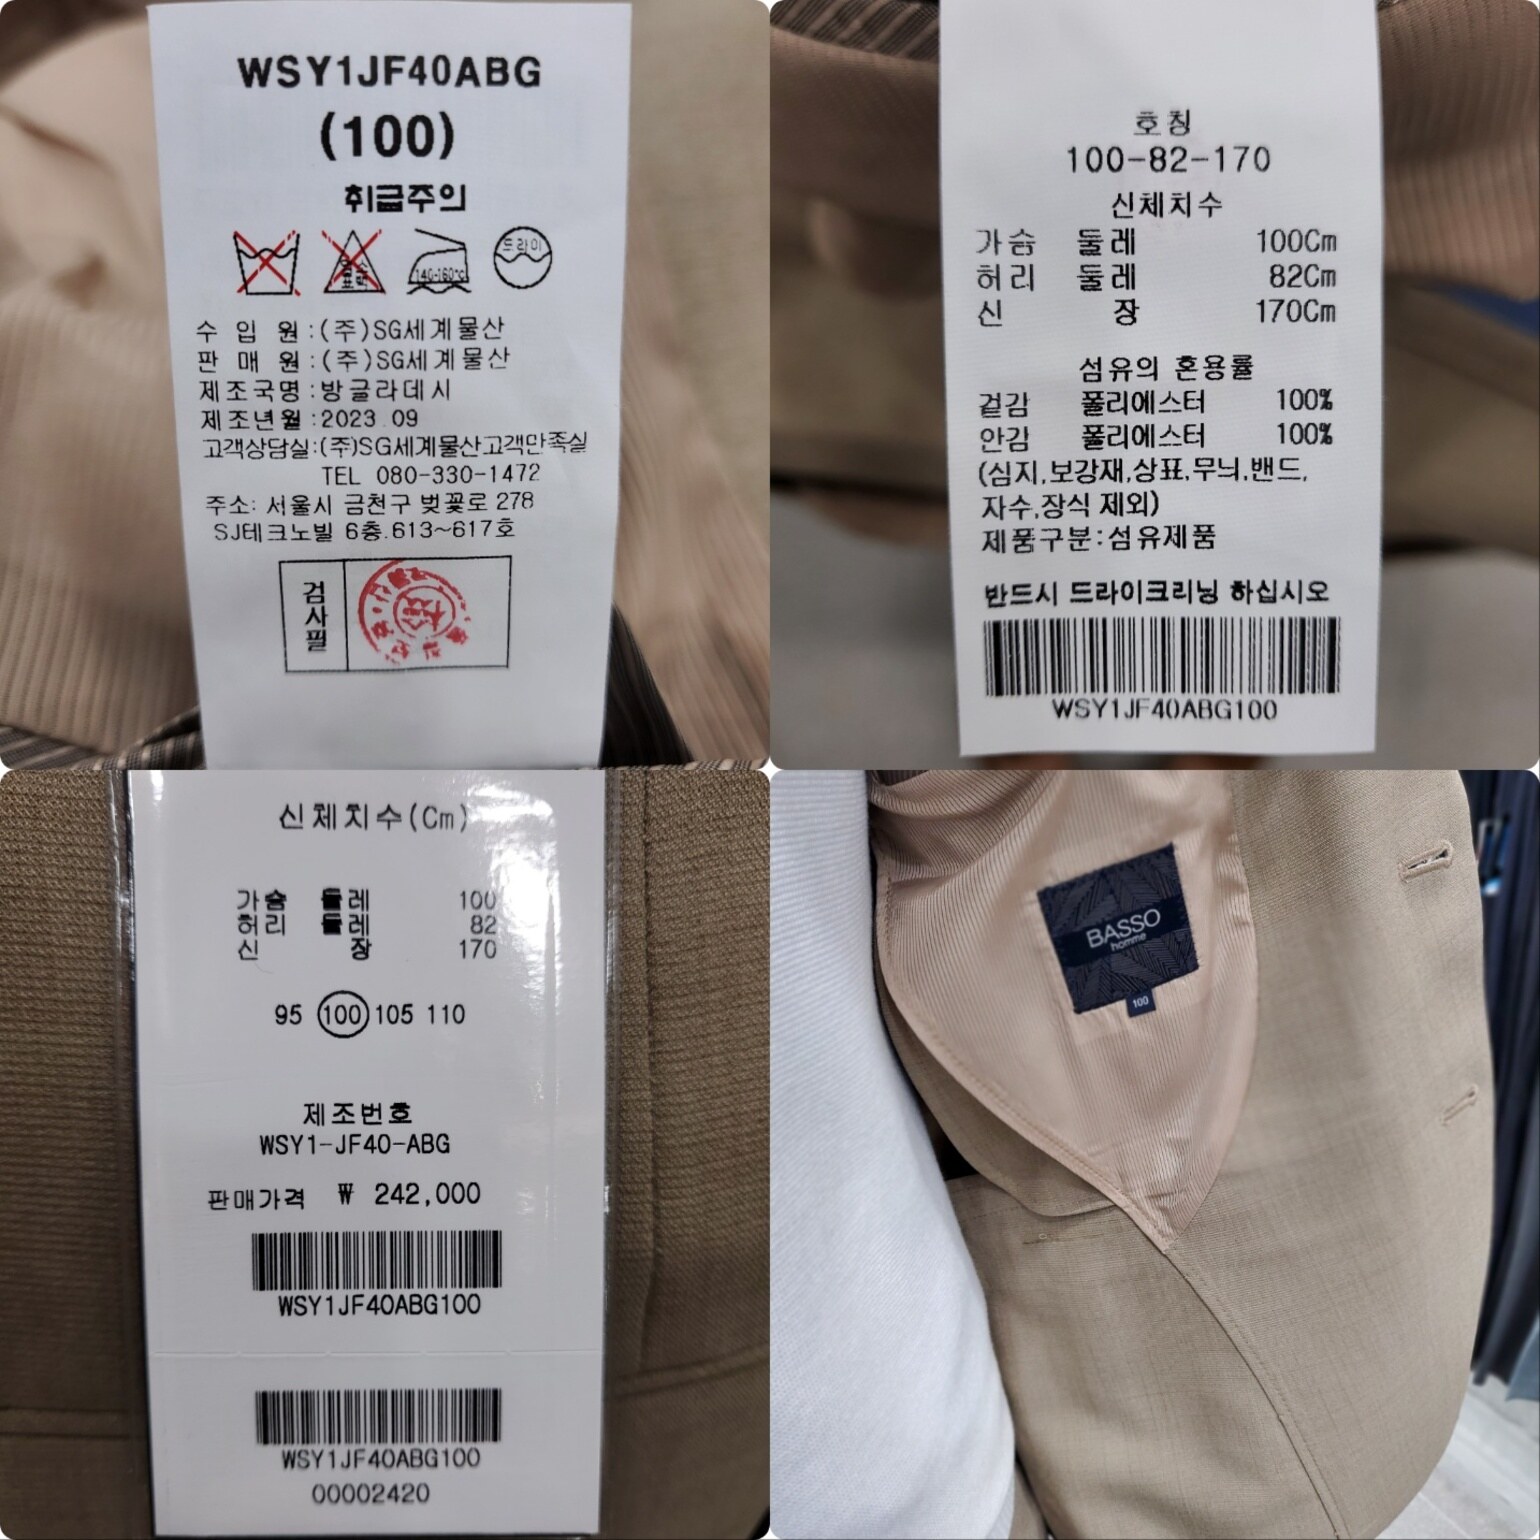 WSY1JF40ABG
(100)
취급주의
표백
140-160℃
드라이
수 입 원 :(주)SG세계물산
판 매 원 :(주)SG세계물산
제조국명:방글라데시
제조년월:2023.09
고객상담실:(주)SG세계물산고객만족실
TEL 080-330-1472
주소: 서울시 금천구 벚꽃로 278
SJ테크노빌 6층.613~617호
검사필
호칭
100-82-170
신체치수
가슴 둘레 100Cm
허리 둘레 82Cm
신 장 170Cm
섬유의 혼용률
겉감 폴리에스터 100%
안감 폴리에스터 100%
(심지,보강재,상표,무늬,밴드,
자수,장식 제외)
제품구분:섬유제품
반드시 드라이크리닝 하십시오
WSY1JF40ABG100
신체치수(Cm)
가슴 둘레 100
허리 둘레 82
신 장 170
95 100 105 110
제조번호
WSY1-JF40-ABG
판매가격 ₩ 242,000
WSY1JF40ABG100
WSY1JF40ABG100
00002420
BASSO
homme
100